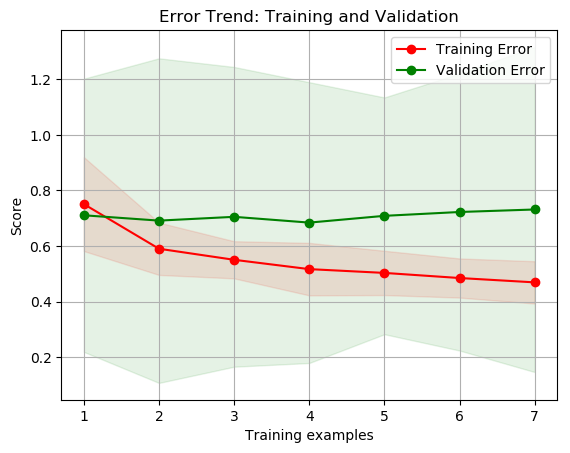 Error Trend: Training and Validation
Training Error
Validation Error
Score
1.2
1.0
0.8
0.6
0.4
0.2
1 2 3 4 5 6 7
Training examples